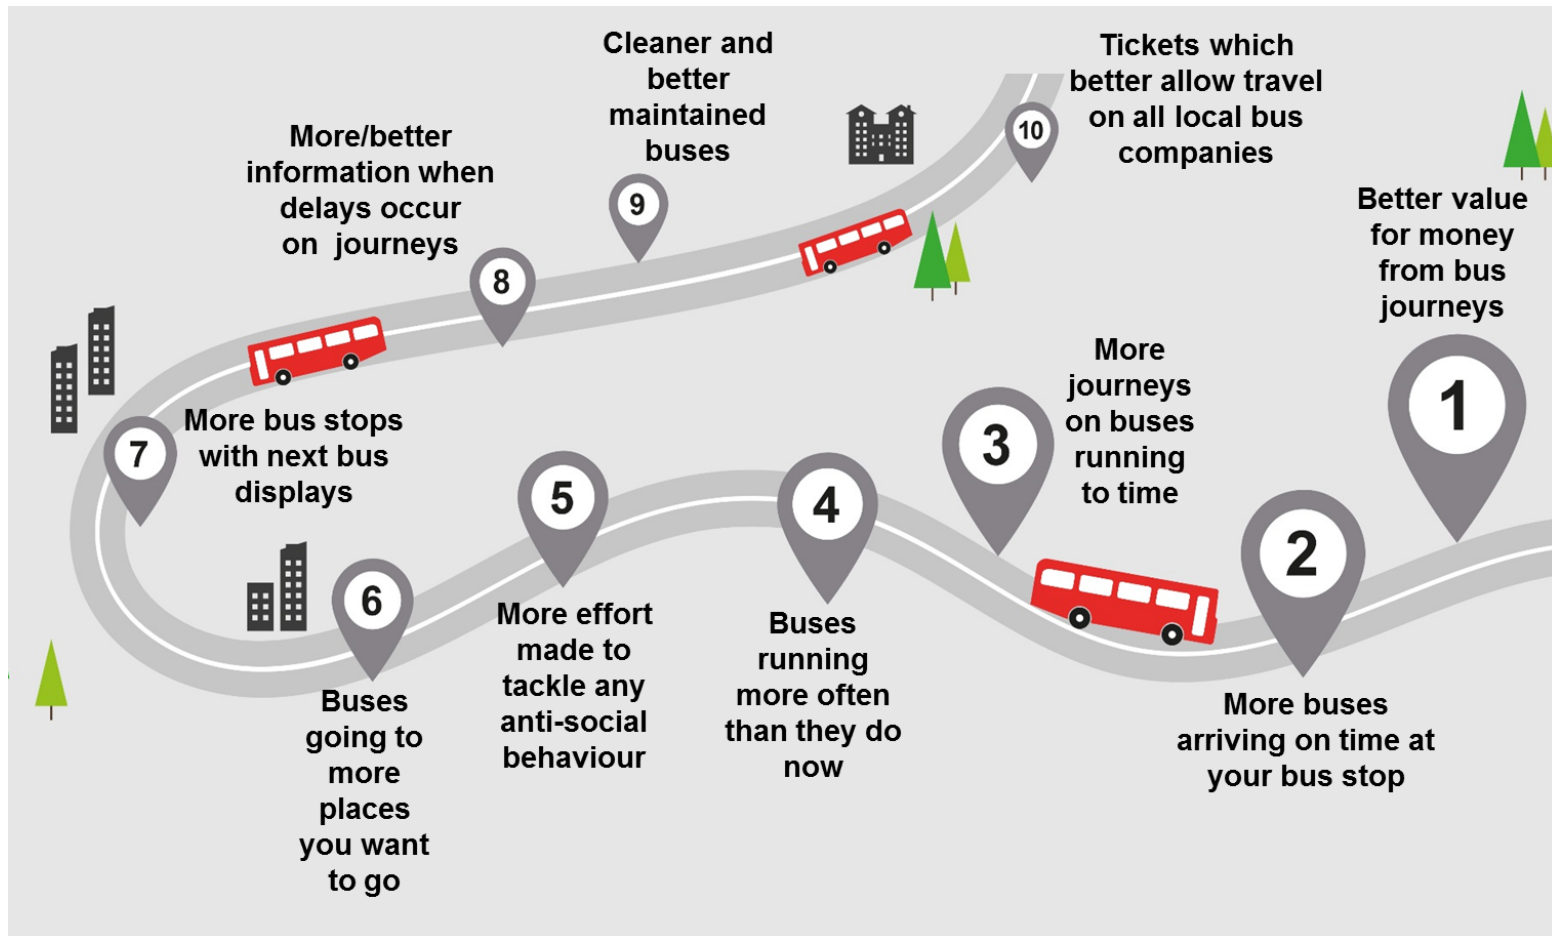 1
Better value
for money
from bus
journeys
2
More buses
arriving on time at
your bus stop
3
More
journeys
on buses
running
to time
4
Buses
running
more often
than they do
now
5
More effort
made to
tackle any
anti-social
behaviour
6
Buses
going to
more
places
you want
to go
7
More bus stops
with next bus
displays
8
More/better
information when
delays occur
on journeys
9
Cleaner and
better
maintained
buses
10
Tickets which
better allow travel
on all local bus
companies